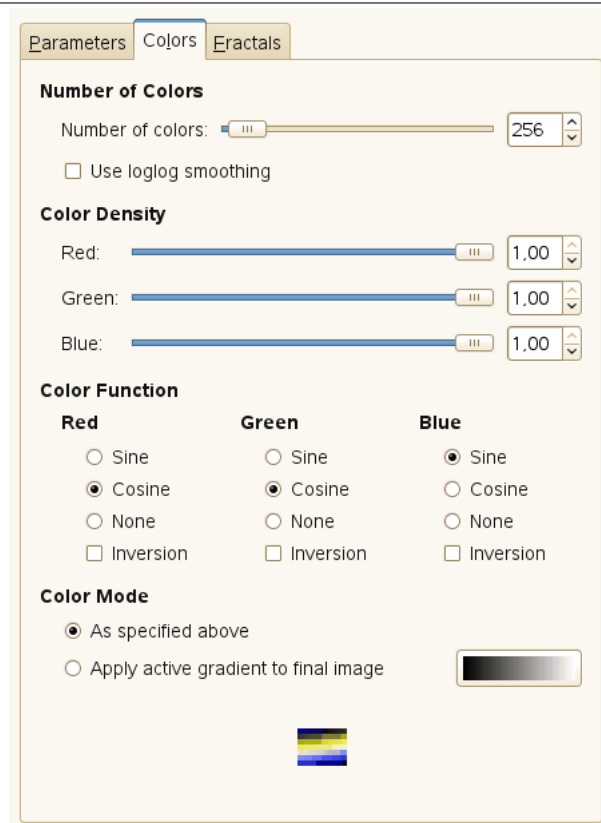 Parameters Colors Fractals
Number of Colors
Number of colors: 256
Use loglog smoothing
Color Density
Red: 1,00
Green: 1,00
Blue: 1,00
Color Function
Red Green Blue
Sine Sine Sine
Cosine Cosine Cosine
None None None
Inversion Inversion Inversion
Color Mode
As specified above
Apply active gradient to final image